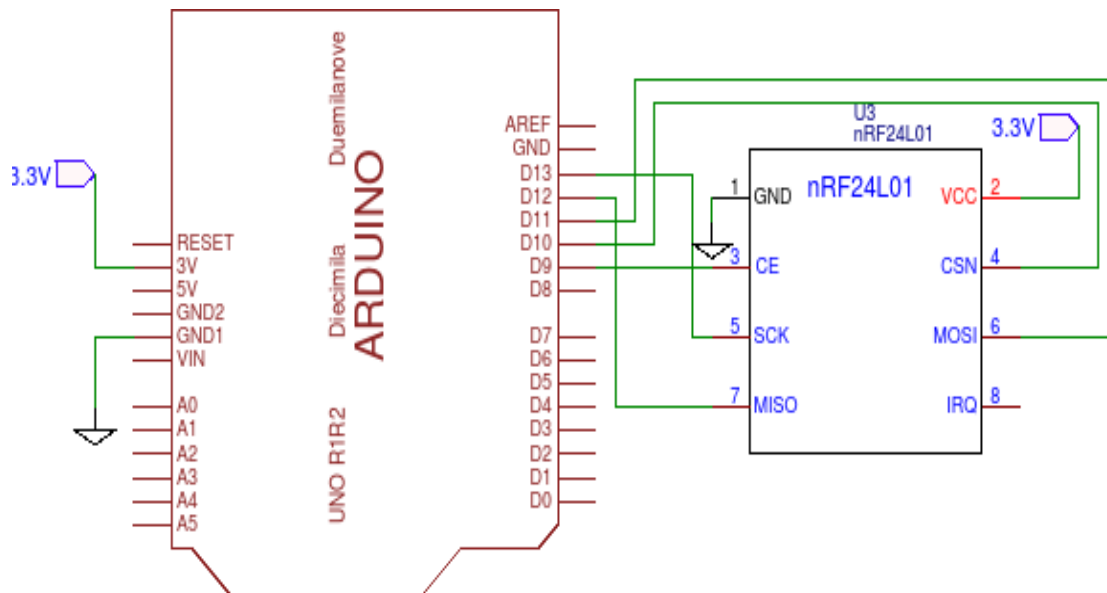 3.3V
RESET
3V
5V
GND2
GND1
VIN
A0
A1
A2
A3
A4
A5
Duemilanove
Diecimila
ARDUINO
UNO R1R2
AREF
GND
D13
D12
D11
D10
D9
D8
D7
D6
D5
D4
D3
D2
D1
D0
U3
nRF24L01
3.3V
nRF24L01
1 GND
VCC 2
3 CE
CSN 4
5 SCK
MOSI 6
7 MISO
IRQ 8